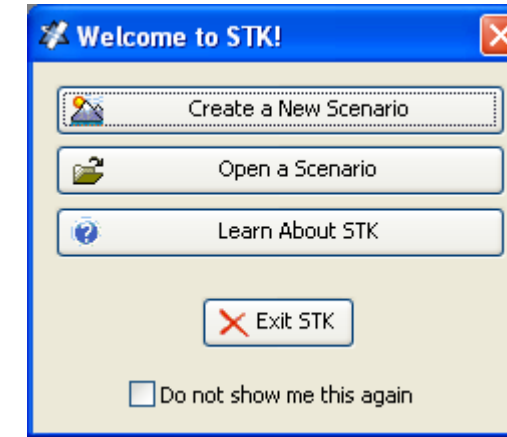 Welcome to STK!
Create a New Scenario
Open a Scenario
Learn About STK
Exit STK
Do not show me this again